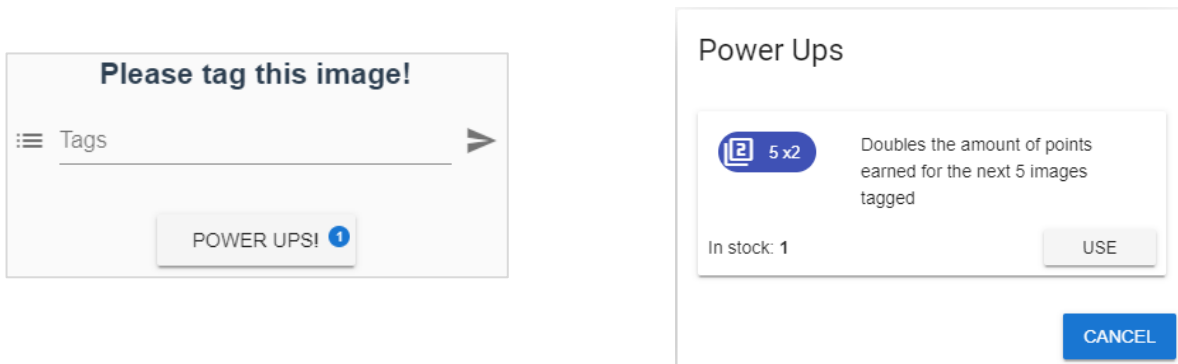 Please tag this image!
Tags
POWER UPS! 1
Power Ups
2 5 x2
Doubles the amount of points
earned for the next 5 images
tagged
In stock: 1
USE
CANCEL